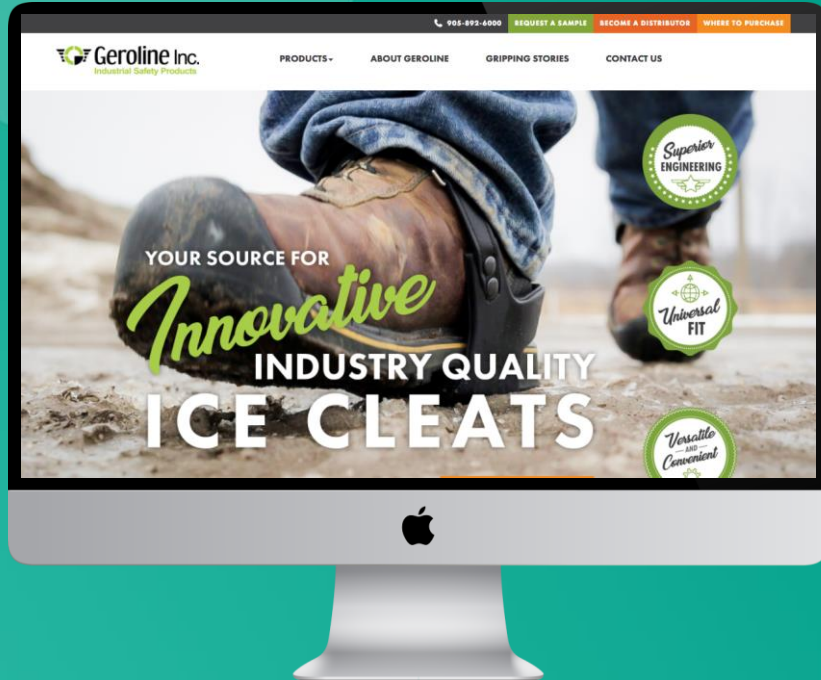 905-892-6000 REQUEST A SAMPLE BECOME A DISTRIBUTOR WHERE TO PURCHASE
Geroline Inc.
Industrial Safety Products
PRODUCTS ABOUT GEROLINE GRIPPING STORIES CONTACT US
Superior
ENGINEERING
YOUR SOURCE FOR
Innovative
INDUSTRY QUALITY
ICE CLEATS
Universal
FIT
Versatile
AND
Convenient